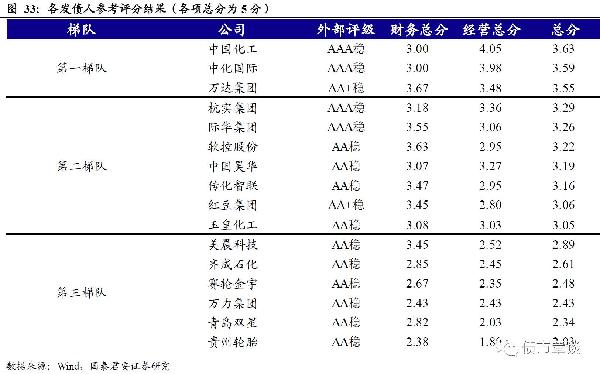 图 33：各发债人参考评分结果（各项总分为 5 分）
梯队 公司 外部评级 财务总分 经营总分 总分
中国化工 AAA稳 3.00 4.05 3.63
第一梯队 中化国际 AAA稳 3.00 3.98 3.59
万达集团 AA+稳 3.67 3.48 3.55
杭实集团 AAA稳 3.18 3.36 3.29
际华集团 AAA稳 3.55 3.06 3.26
软控股份 AA稳 3.63 2.95 3.22
第二梯队 中国昊华 AA稳 3.07 3.27 3.19
传化智联 AA稳 3.47 2.95 3.16
红豆集团 AA+稳 3.45 2.80 3.06
玉皇化工 AA稳 3.08 3.03 3.05
美晨科技 AA稳 3.45 2.52 2.89
齐成石化 AA稳 2.85 2.45 2.61
第三梯队 赛轮金宇 AA稳 2.67 2.35 2.48
万力集团 AA稳 2.43 2.43 2.43
青岛双星 AA稳 2.82 2.03 2.34
贵州轮胎 AA稳 2.38 1.80 2.03
数据来源：Wind，国泰君安证券研究